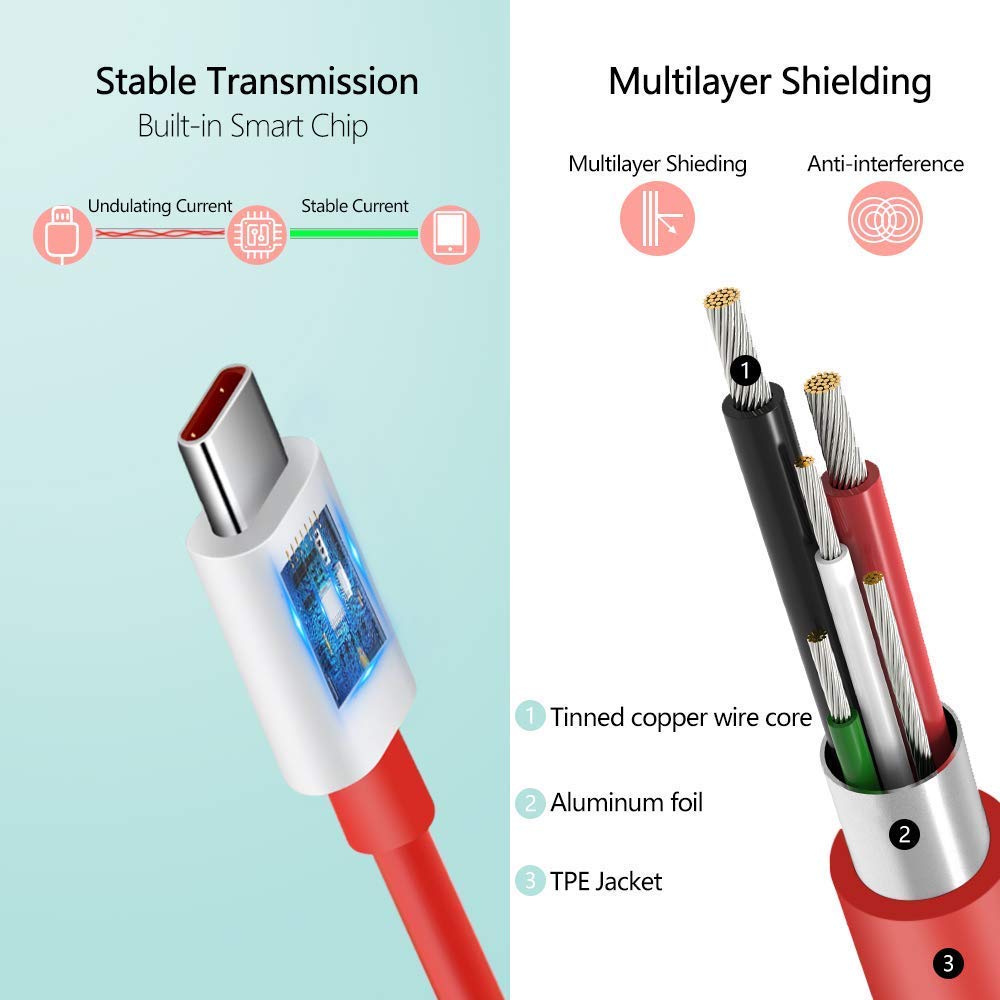 Stable Transmission
Built-in Smart Chip
Undulating Current
Stable Current
Multilayer Shielding
Multilayer Shieding
Anti-interference
1
1 Tinned copper wire core
2 Aluminum foil
2
3 TPE Jacket
3